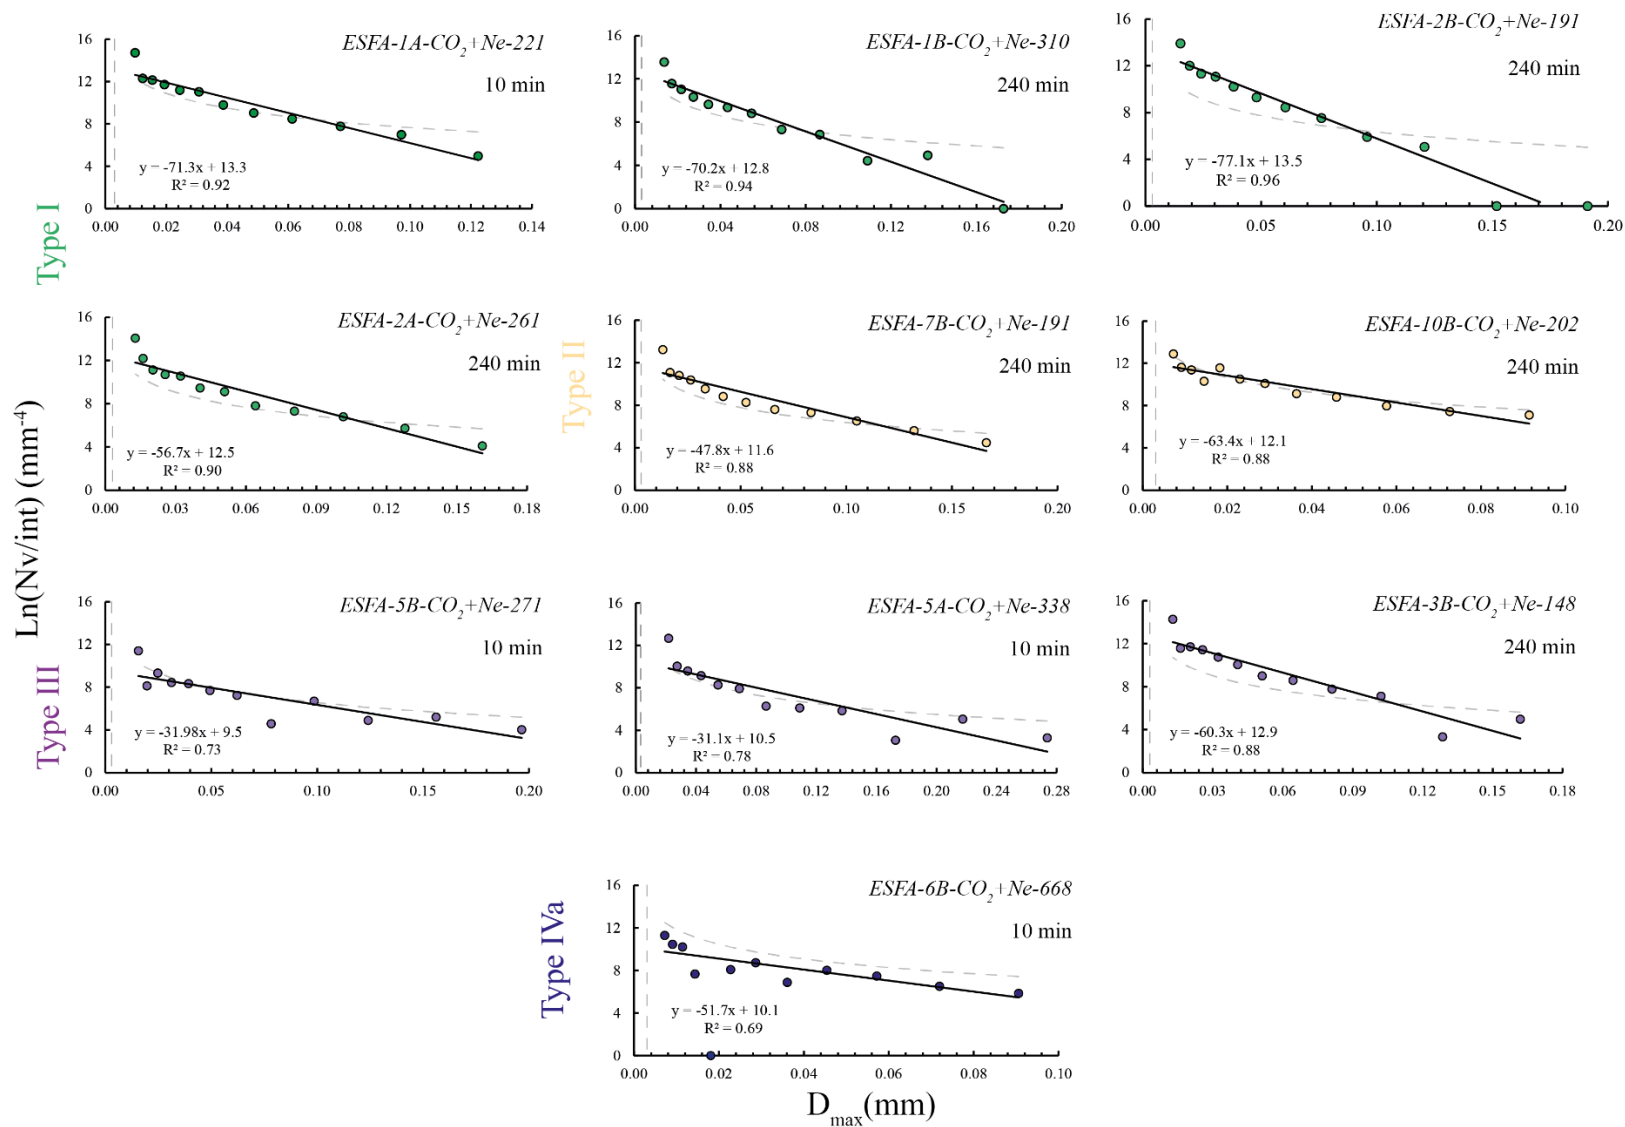 ESFA-1A-CO2+Ne-221
10 min
y = -71.3x + 13.3
R² = 0.92
16
12
8
4
0
0.00 0.02 0.04 0.06 0.08 0.10 0.12 0.14
ESFA-1B-CO2+Ne-310
240 min
y = -70.2x + 12.8
R² = 0.94
16
12
8
4
0
0.00 0.04 0.08 0.12 0.16 0.20
ESFA-2B-CO2+Ne-191
240 min
y = -77.1x + 13.5
R² = 0.96
16
12
8
4
0
0.00 0.05 0.10 0.15 0.20
Type I
ESFA-2A-CO2+Ne-261
240 min
y = -56.7x + 12.5
R² = 0.90
16
12
8
4
0
0.00 0.03 0.06 0.09 0.12 0.15 0.18
Type II
ESFA-7B-CO2+Ne-191
240 min
y = -47.8x + 11.6
R² = 0.88
16
12
8
4
0
0.00 0.05 0.10 0.15 0.20
ESFA-10B-CO2+Ne-202
240 min
y = -63.4x + 12.1
R² = 0.88
16
12
8
4
0
0.00 0.02 0.04 0.06 0.08 0.10
Ln(Nv/int) (mm-4)
Type III
ESFA-5B-CO2+Ne-271
10 min
y = -31.98x + 9.5
R² = 0.73
16
12
8
4
0
0.00 0.05 0.10 0.15 0.20
ESFA-5A-CO2+Ne-338
10 min
y = -31.1x + 10.5
R² = 0.78
16
12
8
4
0
0.00 0.04 0.08 0.12 0.16 0.20 0.24 0.28
ESFA-3B-CO2+Ne-148
240 min
y = -60.3x + 12.9
R² = 0.88
16
12
8
4
0
0.00 0.03 0.06 0.09 0.12 0.15 0.18
Type IVa
ESFA-6B-CO2+Ne-668
10 min
y = -51.7x + 10.1
R² = 0.69
16
12
8
4
0
0.00 0.02 0.04 0.06 0.08 0.10
Dmax(mm)